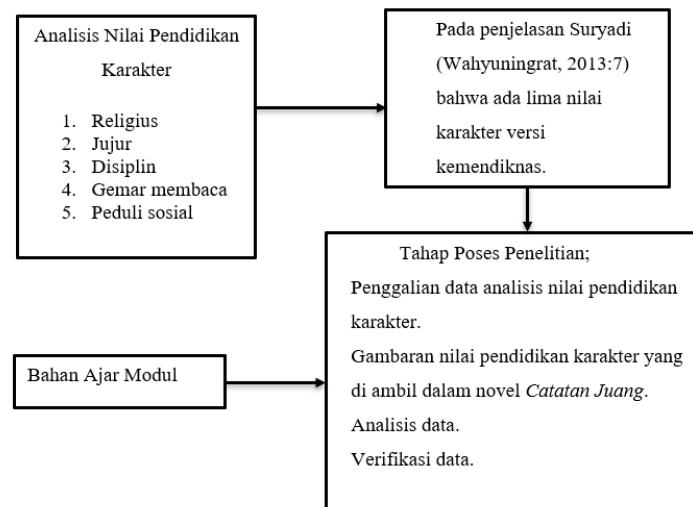 Analisis Nilai Pendidikan
Karakter
1. Religius
2. Jujur
3. Disiplin
4. Gemar membaca
5. Peduli sosial
Pada penjelasan Suryadi
(Wahyuningrat, 2013:7)
bahwa ada lima nilai
karakter versi
kemendiknas.
Tahap Poses Penelitian;
Penggalian data analisis nilai pendidikan
karakter.
Gambaran nilai pendidikan karakter yang
di ambil dalam novel Catatan Juang.
Analisis data.
Verifikasi data.
Bahan Ajar Modul